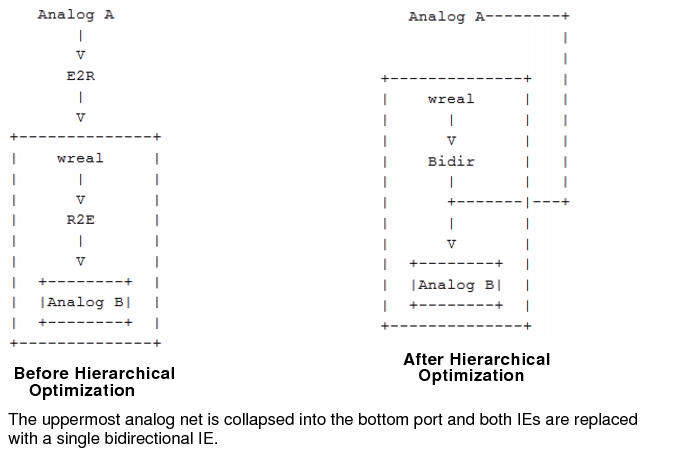 Analog A
|
V
E2R
|
V
+--------------+
| wreal |
| | |
| V |
| R2E |
| | |
| V |
| +--------+ |
| |Analog B| |
| +--------+ |
+--------------+
Before Hierarchical
Optimization
Analog A--------+
|
|
+--------------+ |
| wreal | |
| | | |
| V | |
| Bidir | |
| | | |
| +-------|---+
| | |
| V |
| +--------+ |
| |Analog B| |
| +--------+ |
+--------------+
After Hierarchical
Optimization
The uppermost analog net is collapsed into the bottom port and both IEs are replaced
with a single bidirectional IE.